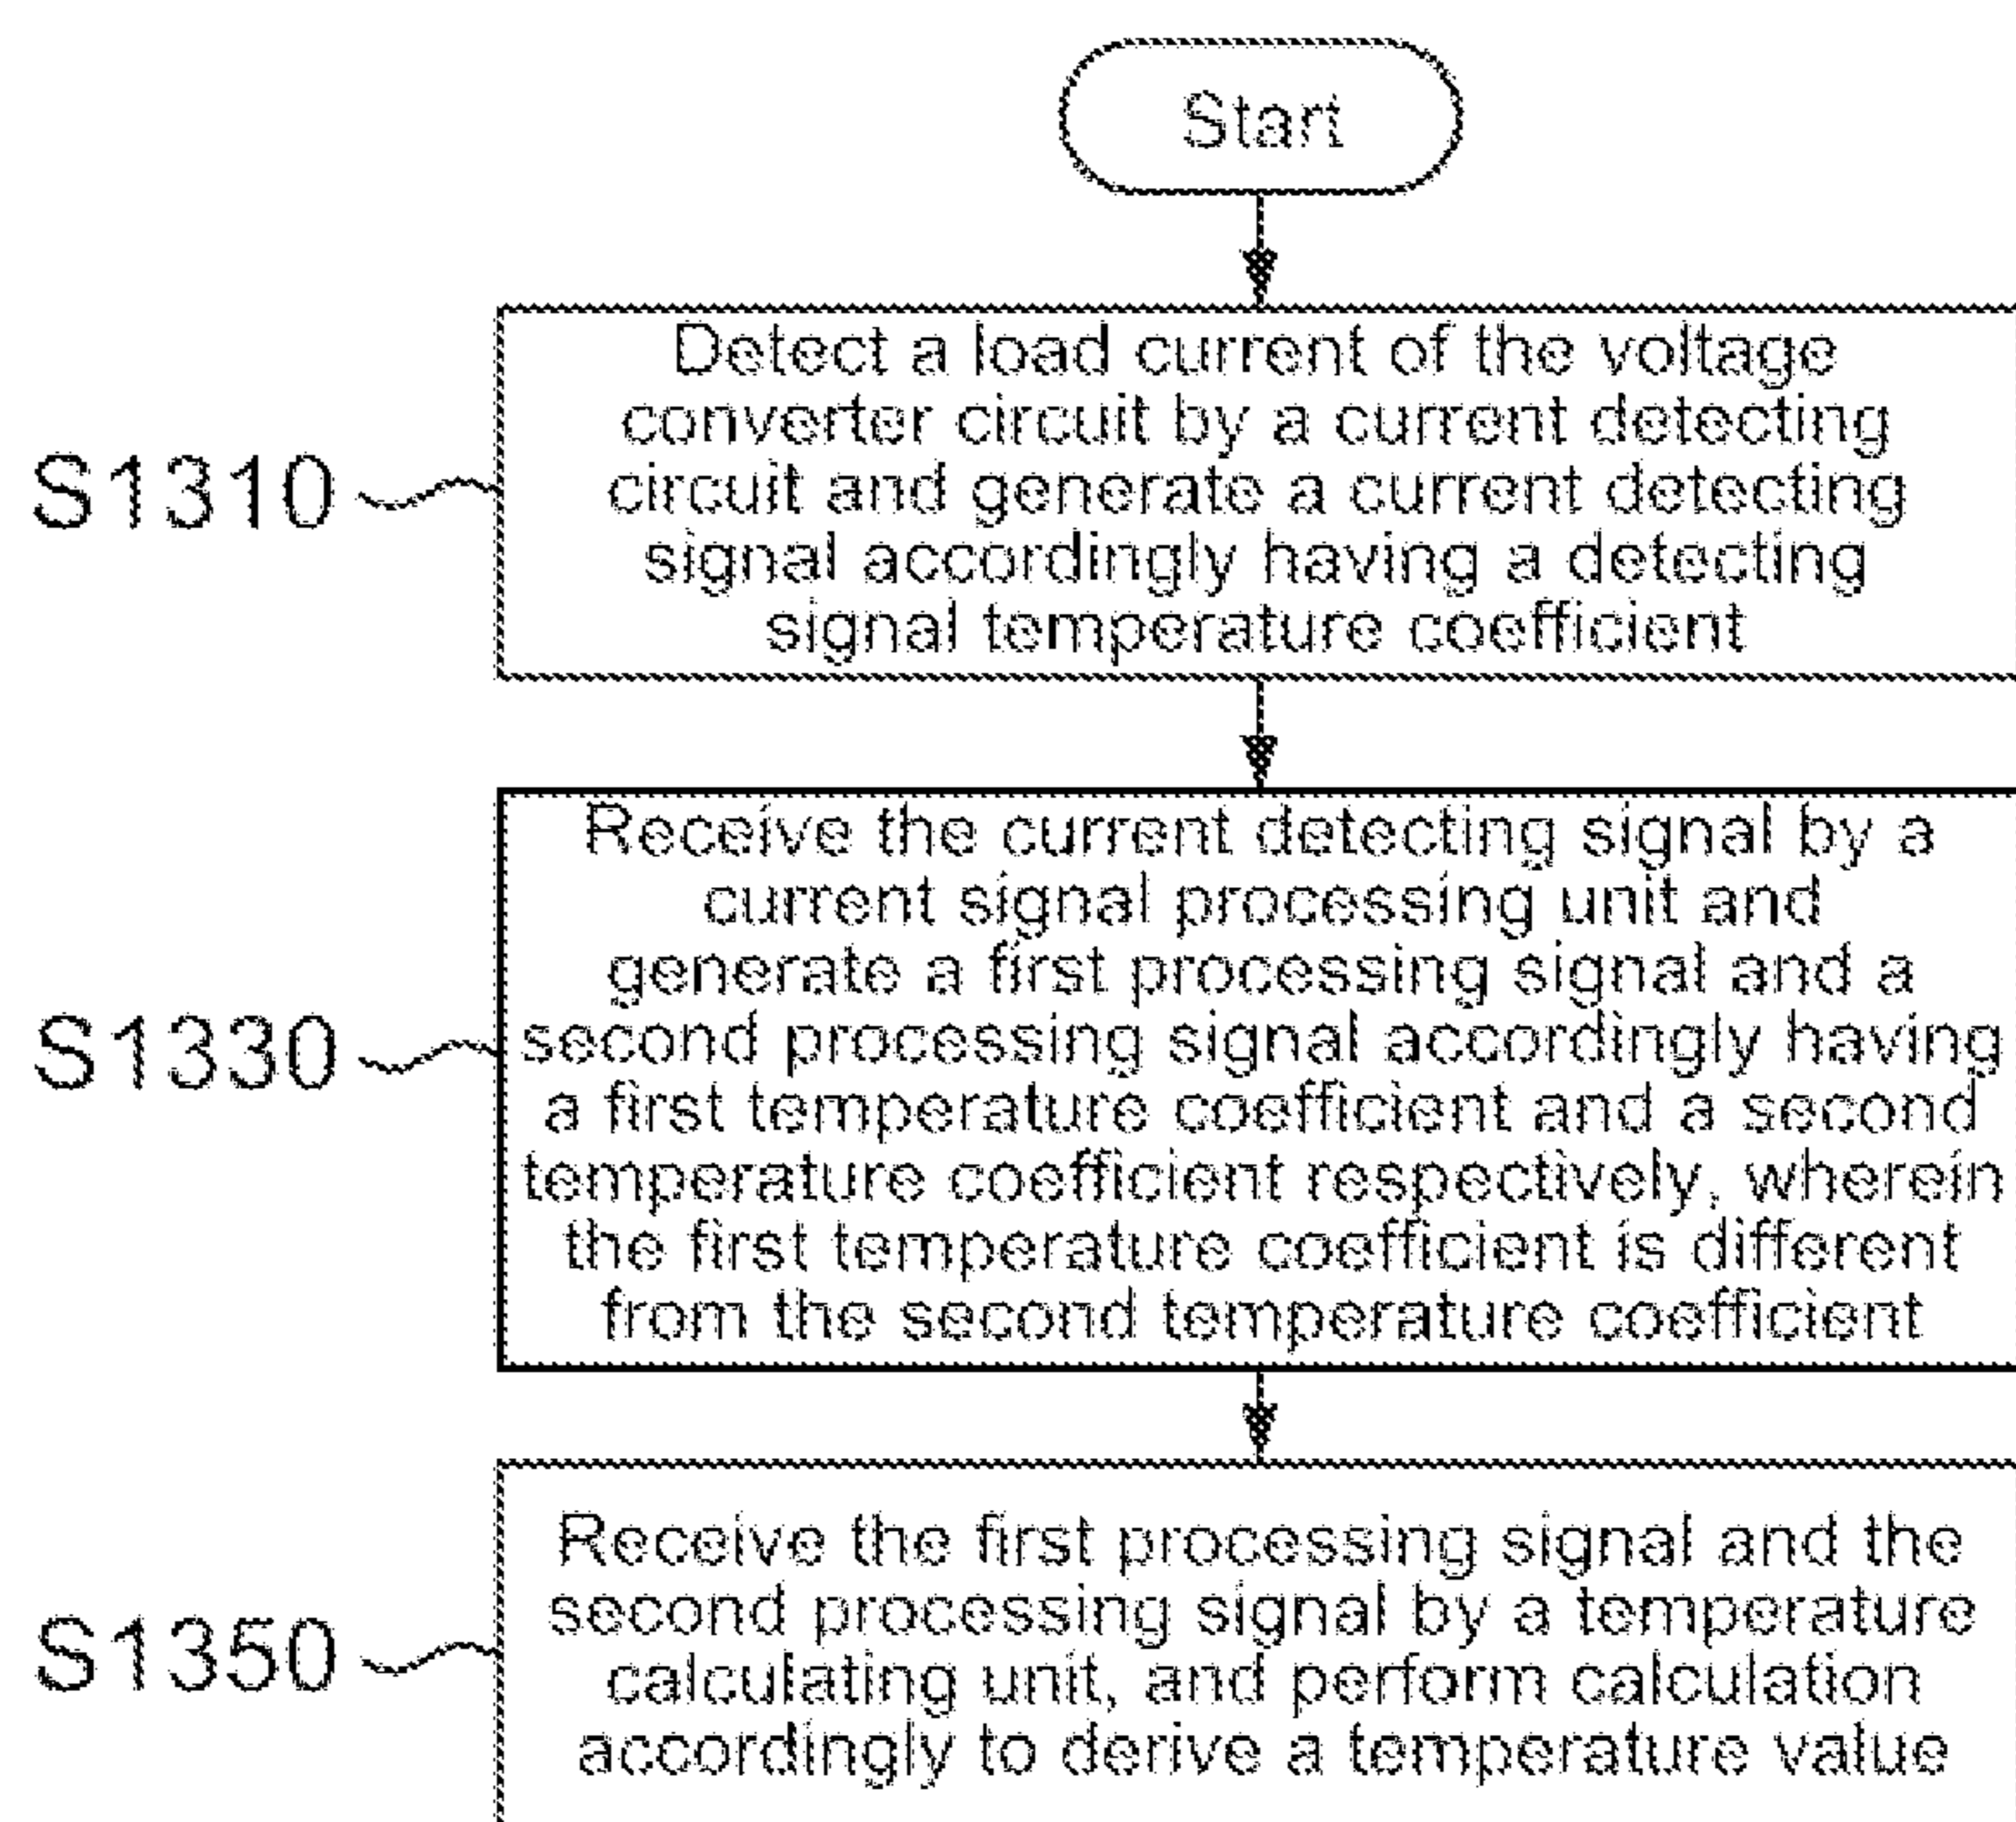 Start
Detect a load current of the voltage
converter circuit by a current detecting
circuit and generate a current detecting
signal accordingly having a detecting
signal temperature coefficient
S1310
Receive the current detecting signal by a
current signal processing unit and
generate a first processing signal and a
second processing signal accordingly having
a first temperature coefficient and a second
temperature coefficient respectively, wherein
the first temperature coefficient is different
from the second temperature coefficient
S1330
Receive the first processing signal and the
second processing signal by a temperature
calculating unit, and perform calculation
accordingly to derive a temperature value
S1350